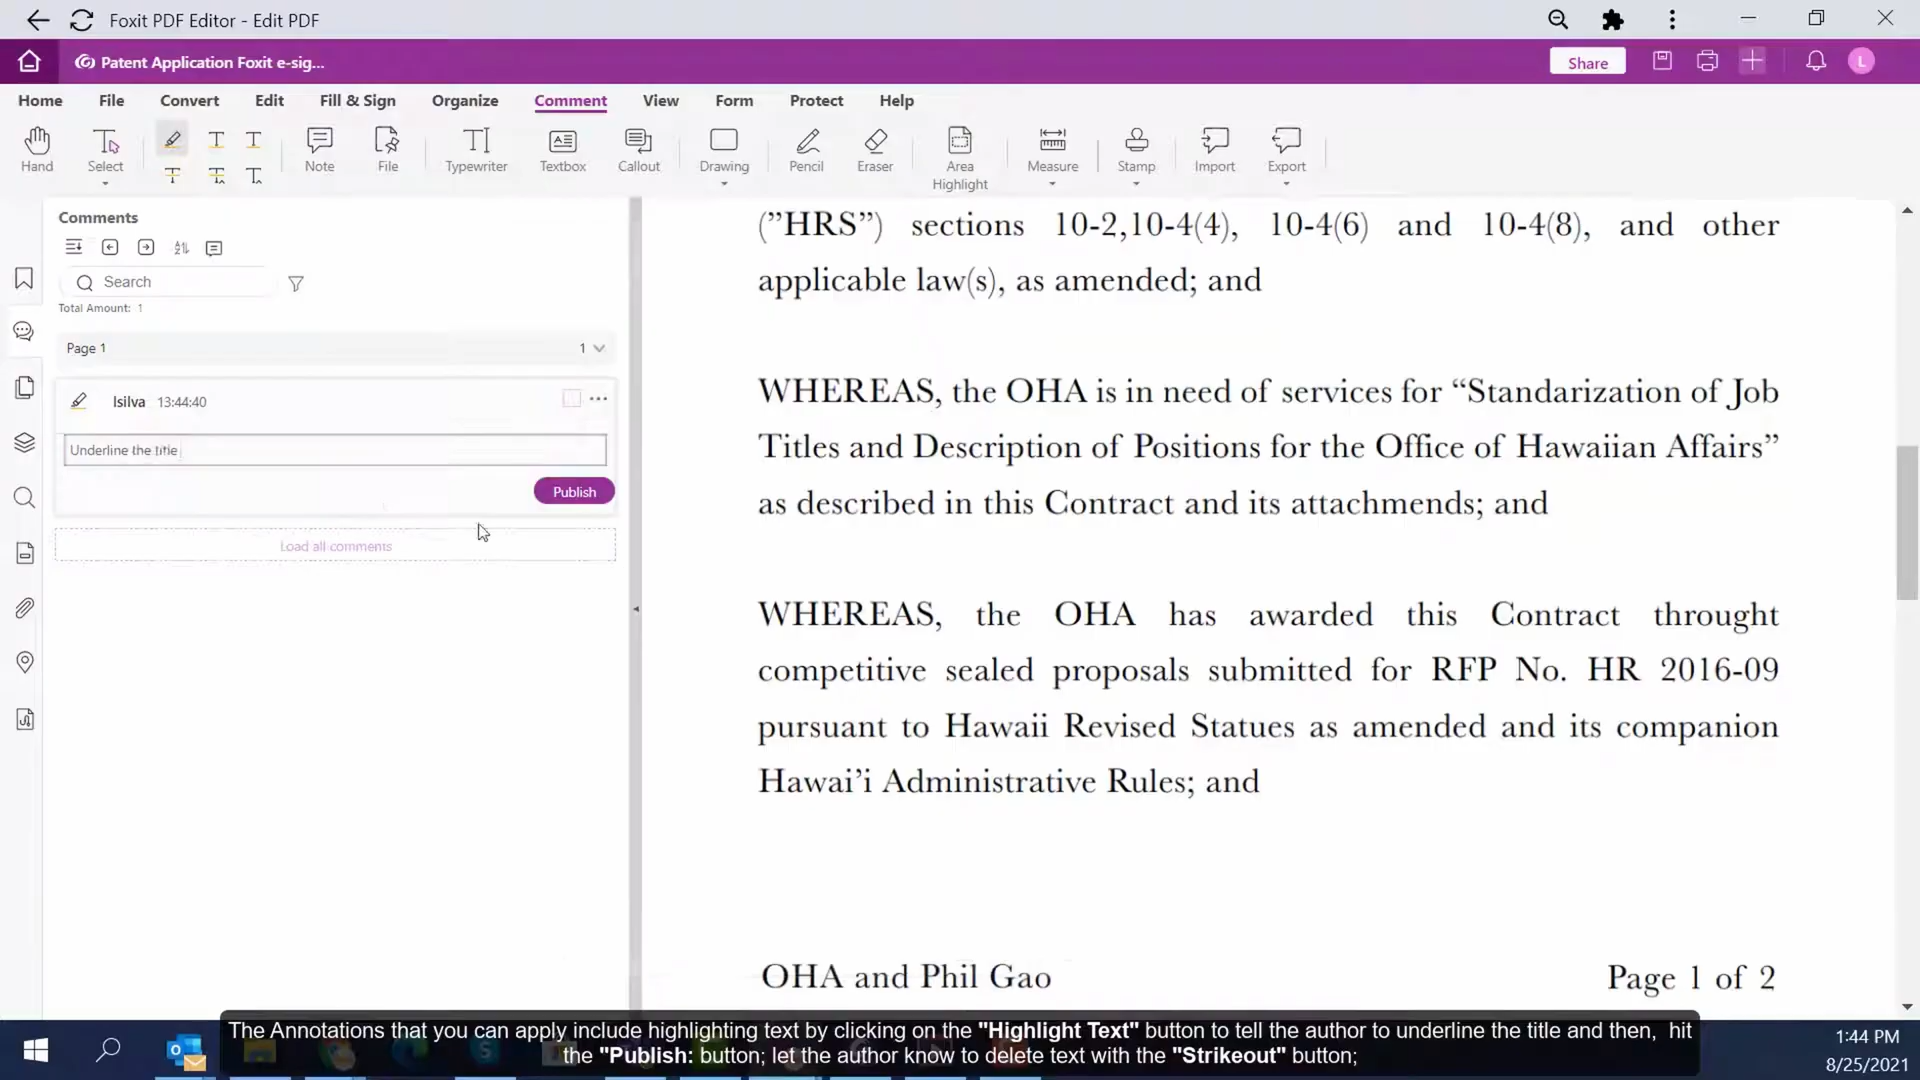 Foxit PDF Editor - Edit PDF
Patent Application Foxit e-sig...
Share
L
Home File Convert Edit Fill & Sign Organize Comment View Form Protect Help
Hand Select Note File Typewriter Textbox Callout Drawing Pencil Eraser Area Highlight Measure Stamp Import Export
Comments
Search
Total Amount: 1
Page 1 1
lsilva 13:44:40
Underline the title
Publish
Load all comments
("HRS") sections 10-2,10-4(4), 10-4(6) and 10-4(8), and other
applicable law(s), as amended; and
WHEREAS, the OHA is in need of services for “Standarization of Job
Titles and Description of Positions for the Office of Hawaiian Affairs”
as described in this Contract and its attachmends; and
WHEREAS, the OHA has awarded this Contract throught
competitive sealed proposals submitted for RFP No. HR 2016-09
pursuant to Hawaii Revised Statues as amended and its companion
Hawai’i Administrative Rules; and
OHA and Phil Gao Page 1 of 2
The Annotations that you can apply include highlighting text by clicking on the "Highlight Text" button to tell the author to underline the title and then, hit
the "Publish: button; let the author know to delete text with the "Strikeout" button;
1:44 PM
8/25/2021